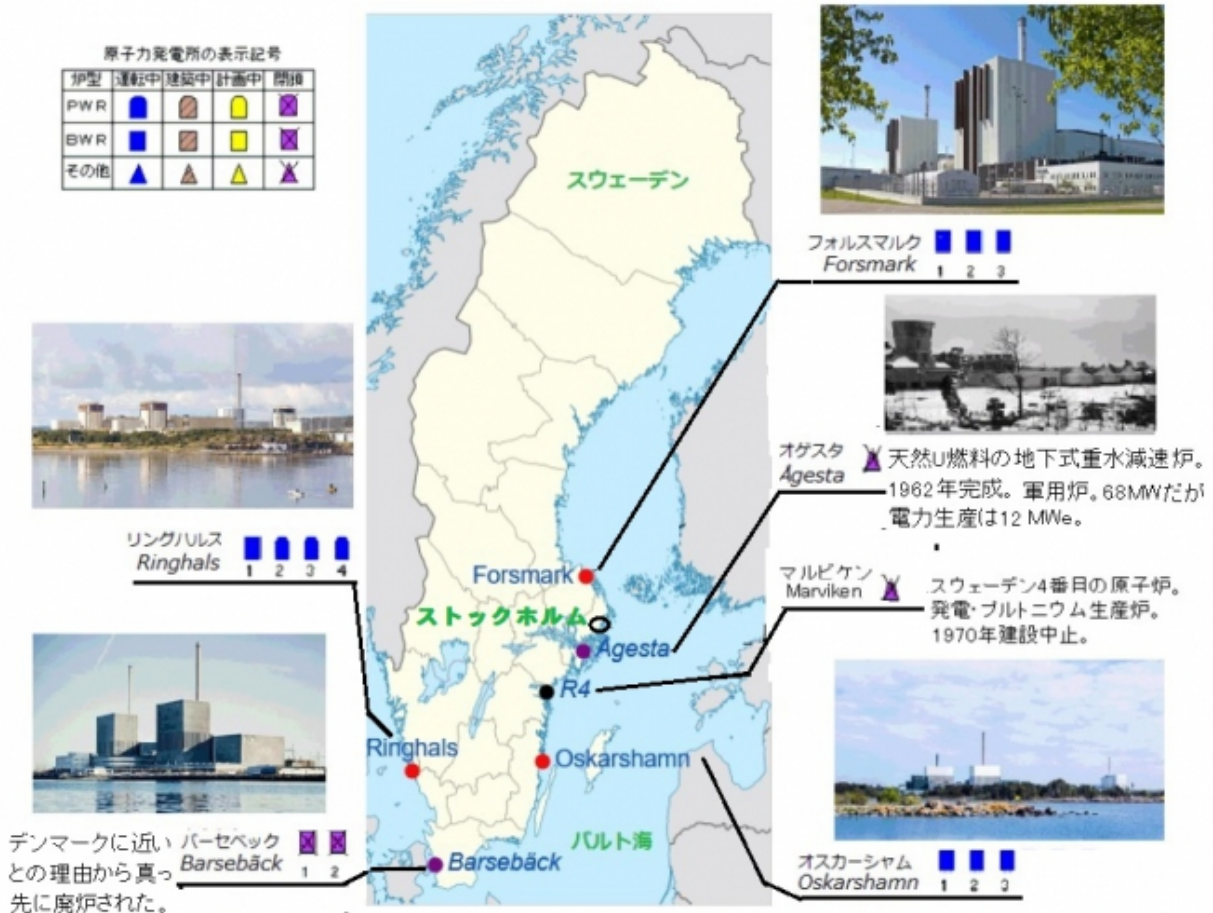 原子力発電所の表示記号
炉型 運転中 建築中 計画中 閉鎖
PWR
BWR
その他
スウェーデン
フォルスマルク
Forsmark
1 2 3
オゲスタ
Ågesta
天然U燃料の地下式重水減速炉。
1962年完成。軍用炉。68MWだが
電力生産は12 MWe。
リングハルス
Ringhals
1 2 3 4
マルビケン
Marviken
スウェーデン4番目の原子炉。
発電・プルトニウム生産炉。
1970年建設中止。
Forsmark
ストックホルム
Ågesta
R4
Ringhals
Oskarshamn
バルト海
Barsebäck
デンマークに近い
との理由から真っ
先に廃炉された。
バーセベック
Barsebäck
1 2
オスカーシャム
Oskarshamn
1 2 3